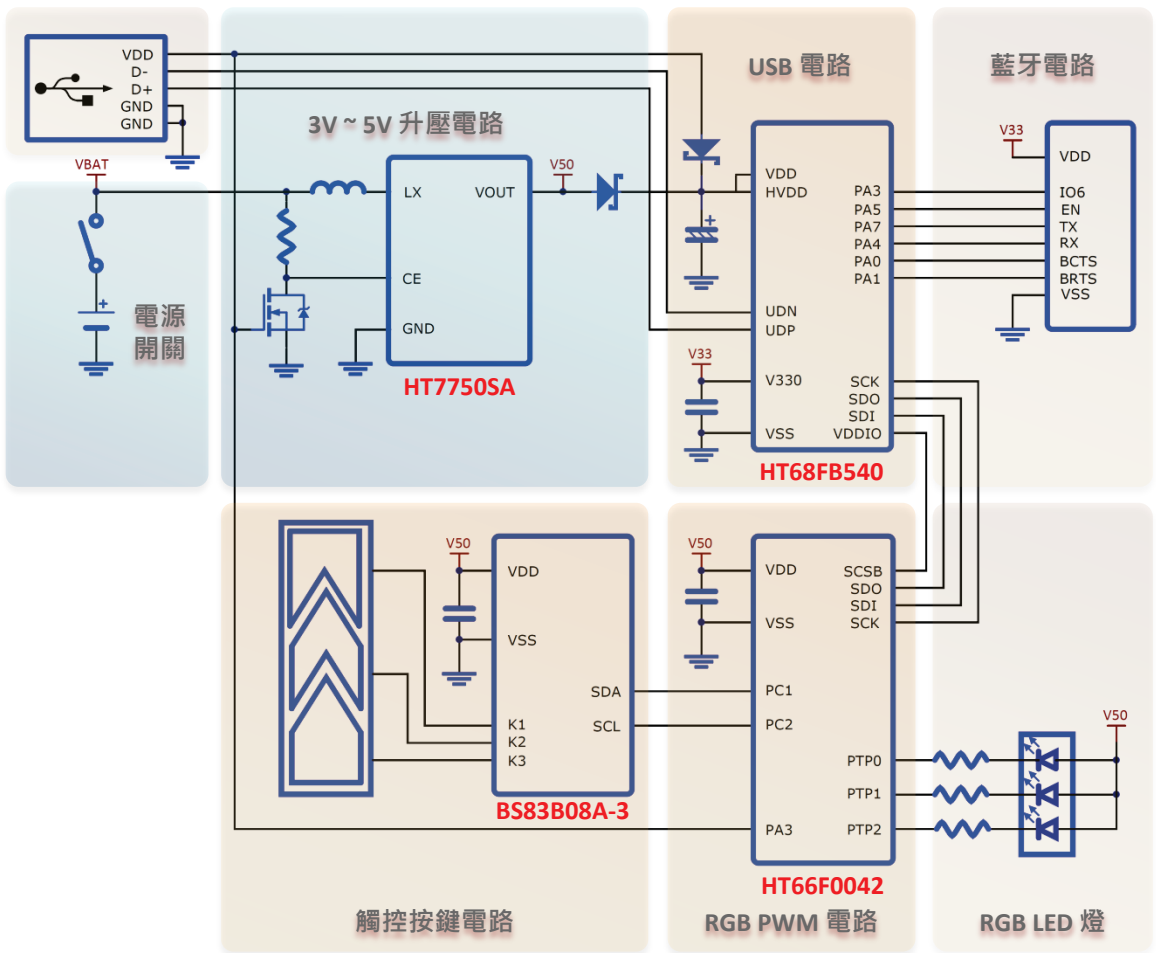 VDD
D-
D+
GND
GND
VBAT
電源
開關
3V ~ 5V 升壓電路
LX
VOUT
CE
GND
V50
HT7750SA
USB 電路
VDD
HVDD
UDN
UDP
V33
V330
VSS
PA3
PA5
PA7
PA4
PA0
PA1
SCK
SDO
SDI
VDDIO
HT68FB540
藍牙電路
V33
VDD
IO6
EN
TX
RX
BCTS
BRTS
VSS
V50
VDD
VSS
SDA
SCL
K1
K2
K3
BS83B08A-3
觸控按鍵電路
V50
VDD
VSS
PC1
PC2
PA3
SCSB
SDO
SDI
SCK
PTP0
PTP1
PTP2
HT66F0042
RGB PWM 電路
V50
RGB LED 燈